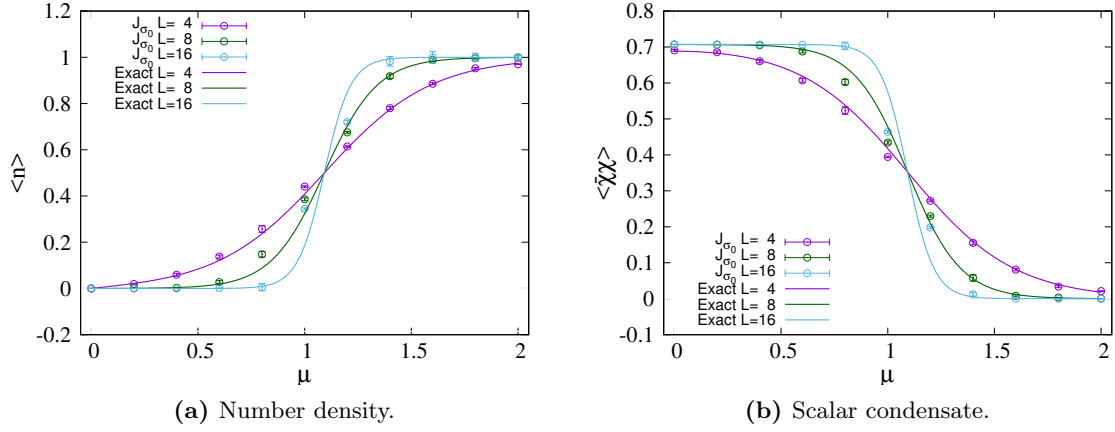 1.2
1
0.8
0.6
0.4
0.2
0
-0.2
<n>
J_σ₀ L= 4
J_σ₀ L= 8
J_σ₀ L=16
Exact L= 4
Exact L= 8
Exact L=16
0 0.5 1 1.5 2
μ
(a) Number density.
0.8
0.7
0.6
0.5
0.4
0.3
0.2
0.1
0
-0.1
<χ̄χ>
J_σ₀ L= 4
J_σ₀ L= 8
J_σ₀ L=16
Exact L= 4
Exact L= 8
Exact L=16
0 0.5 1 1.5 2
μ
(b) Scalar condensate.